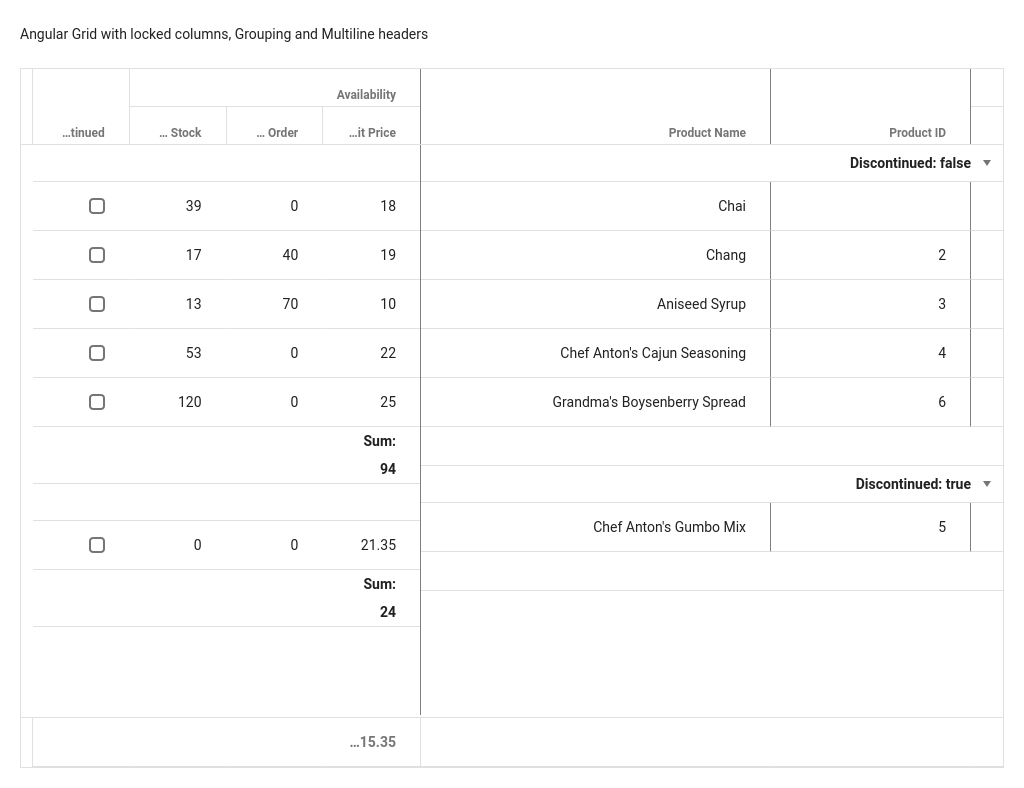 Angular Grid with locked columns, Grouping and Multiline headers
Availability
...tinued ... Stock ... Order ...it Price Product Name Product ID
Discontinued: false
39 0 18 Chai
17 40 19 Chang 2
13 70 10 Aniseed Syrup 3
53 0 22 Chef Anton's Cajun Seasoning 4
120 0 25 Grandma's Boysenberry Spread 6
Sum:
94
Discontinued: true
Chef Anton's Gumbo Mix 5
0 0 21.35
Sum:
24
...15.35